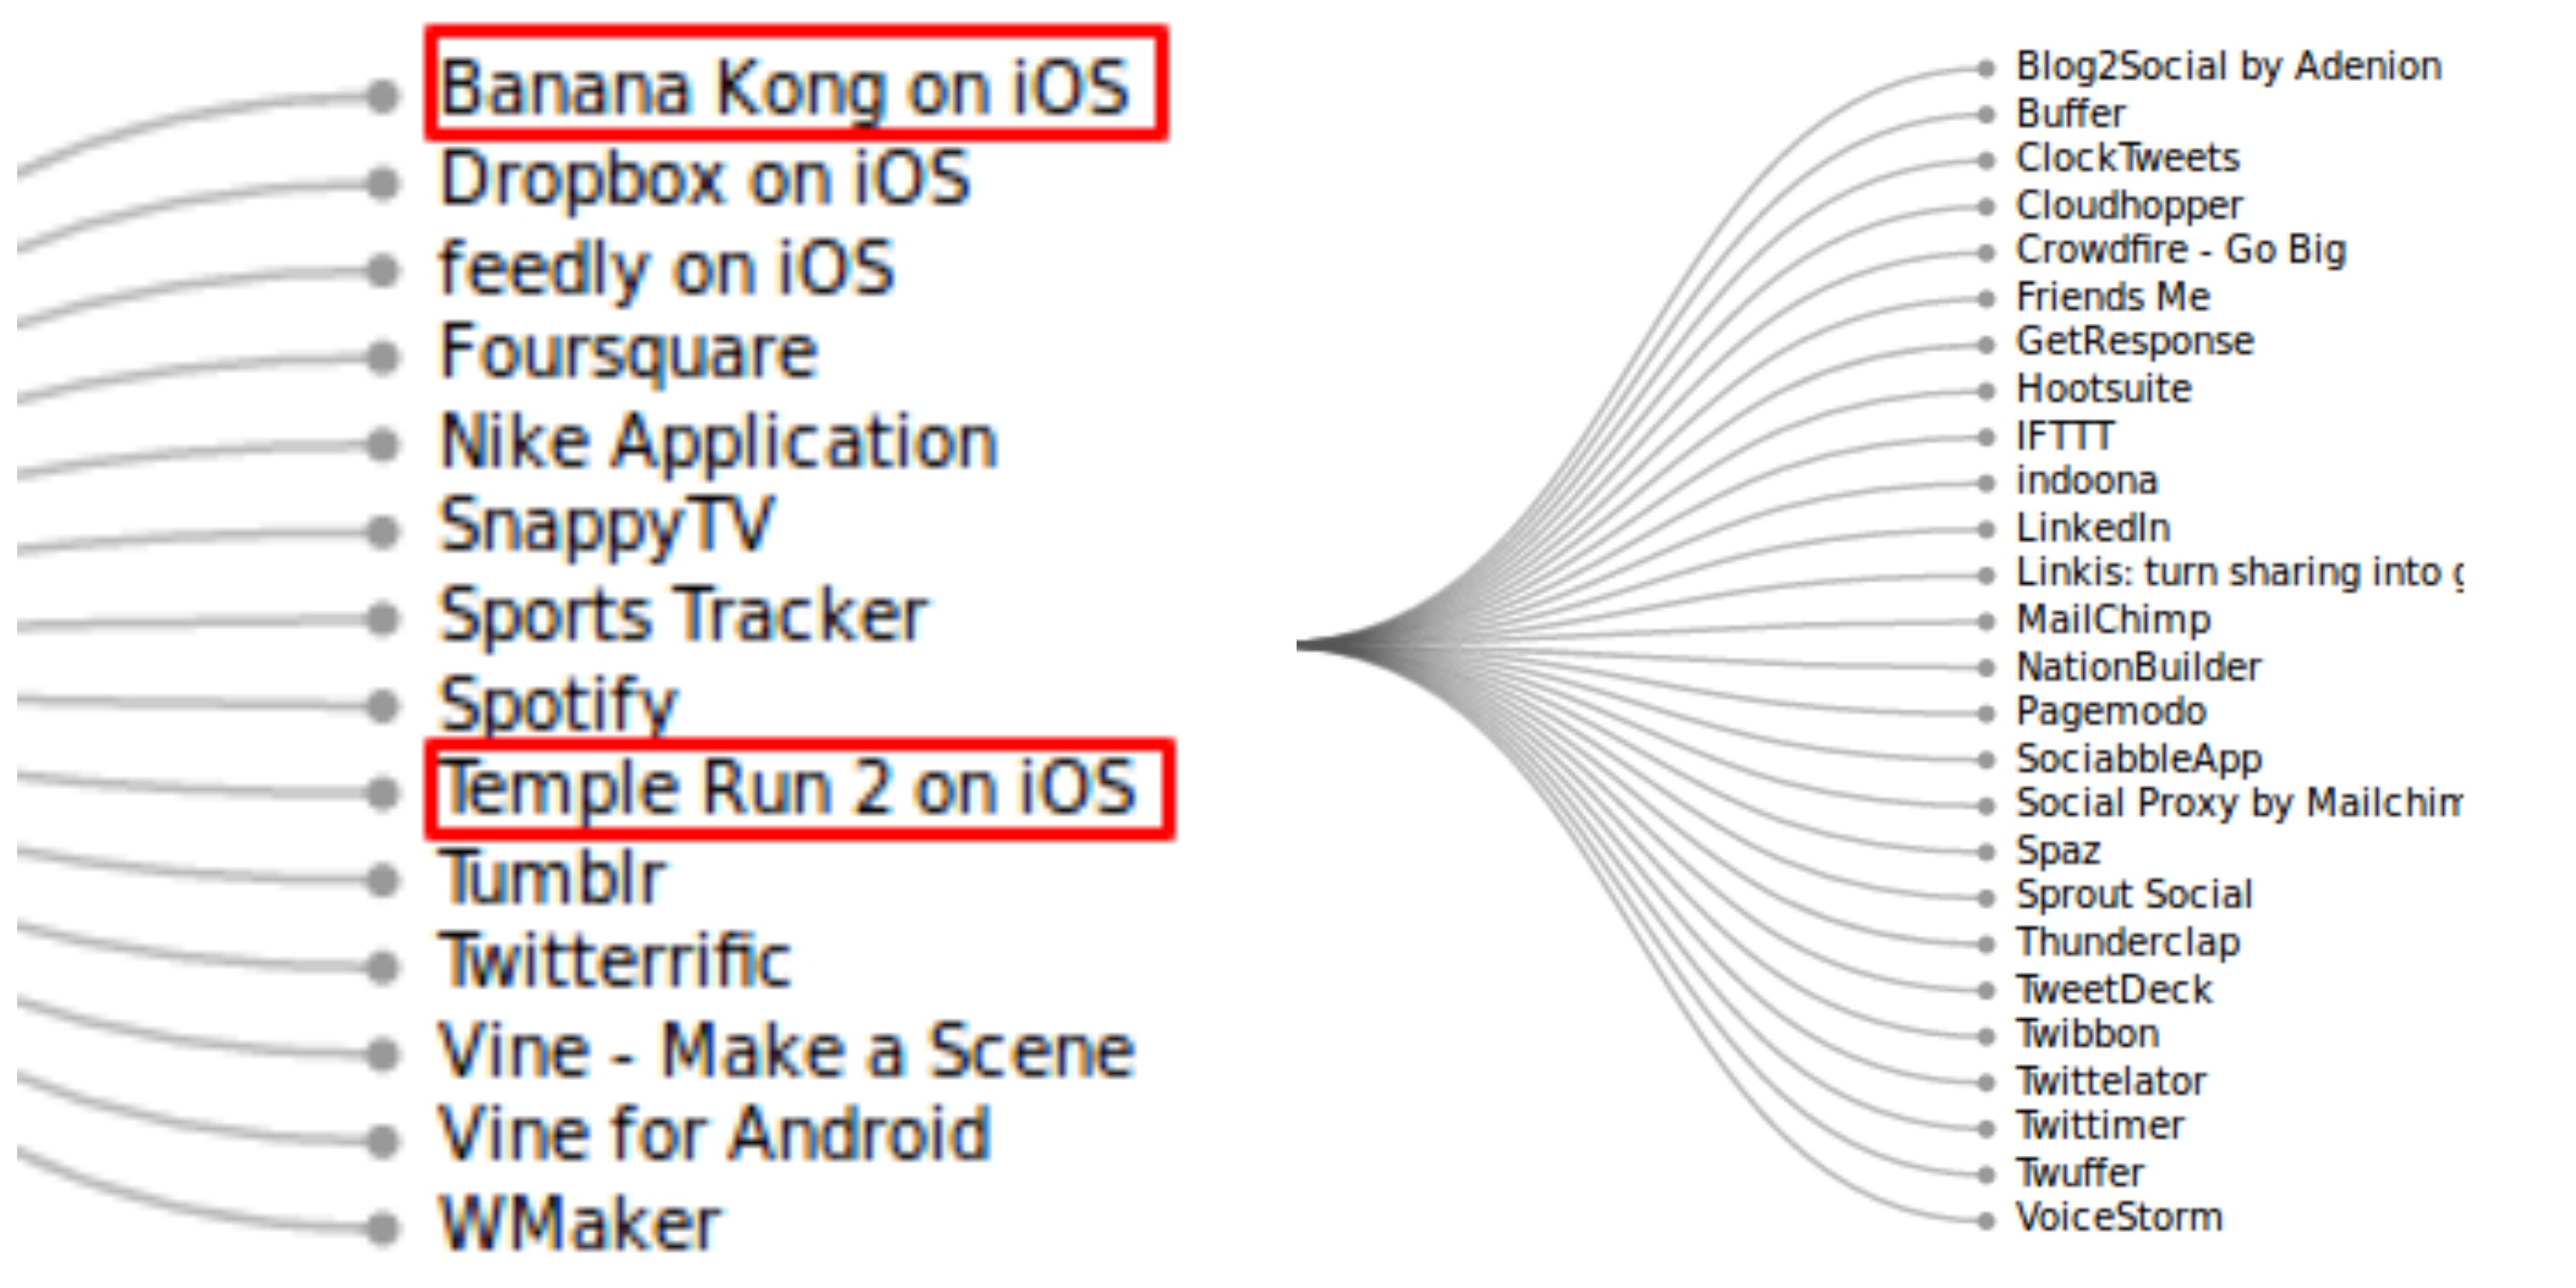 Banana Kong on iOS
Dropbox on iOS
feedly on iOS
Foursquare
Nike Application
SnappyTV
Sports Tracker
Spotify
Temple Run 2 on iOS
Tumblr
Twitterrific
Vine - Make a Scene
Vine for Android
WMaker
Blog2Social by Adenion
Buffer
ClockTweets
Cloudhopper
Crowdfire - Go Big
Friends Me
GetResponse
Hootsuite
IFTTT
indoona
LinkedIn
Linkis: turn sharing into
MailChimp
NationBuilder
Pagemodo
SociabbleApp
Social Proxy by
Spaz
Sprout Social
Thunderclap
TweetDeck
Twibbon
Twittelator
Twittimer
Twuffer
VoiceStorm